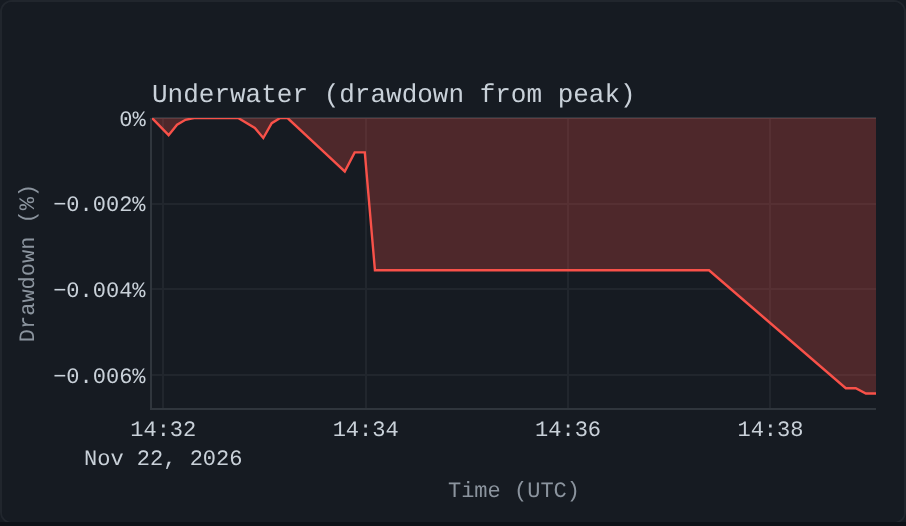 Underwater (drawdown from peak)
0%
−0.002%
−0.004%
−0.006%
Drawdown (%)
14:32
14:34
14:36
14:38
Nov 22, 2026
Time (UTC)